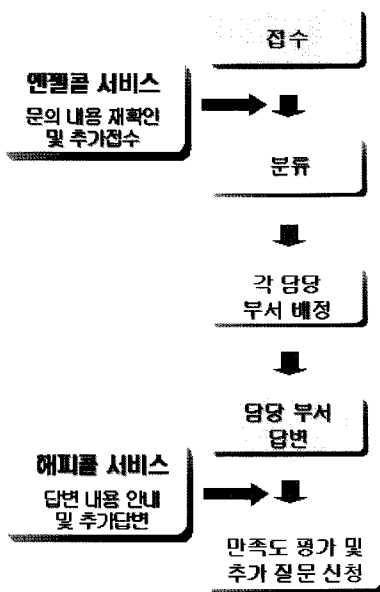 접수
엔젤콜 서비스
문의 내용 재확인
및 추가접수
분류
각 담당
부서 배정
담당 부서
답변
해피콜 서비스
답변 내용 안내
및 추가답변
만족도 평가 및
추가 질문 신청